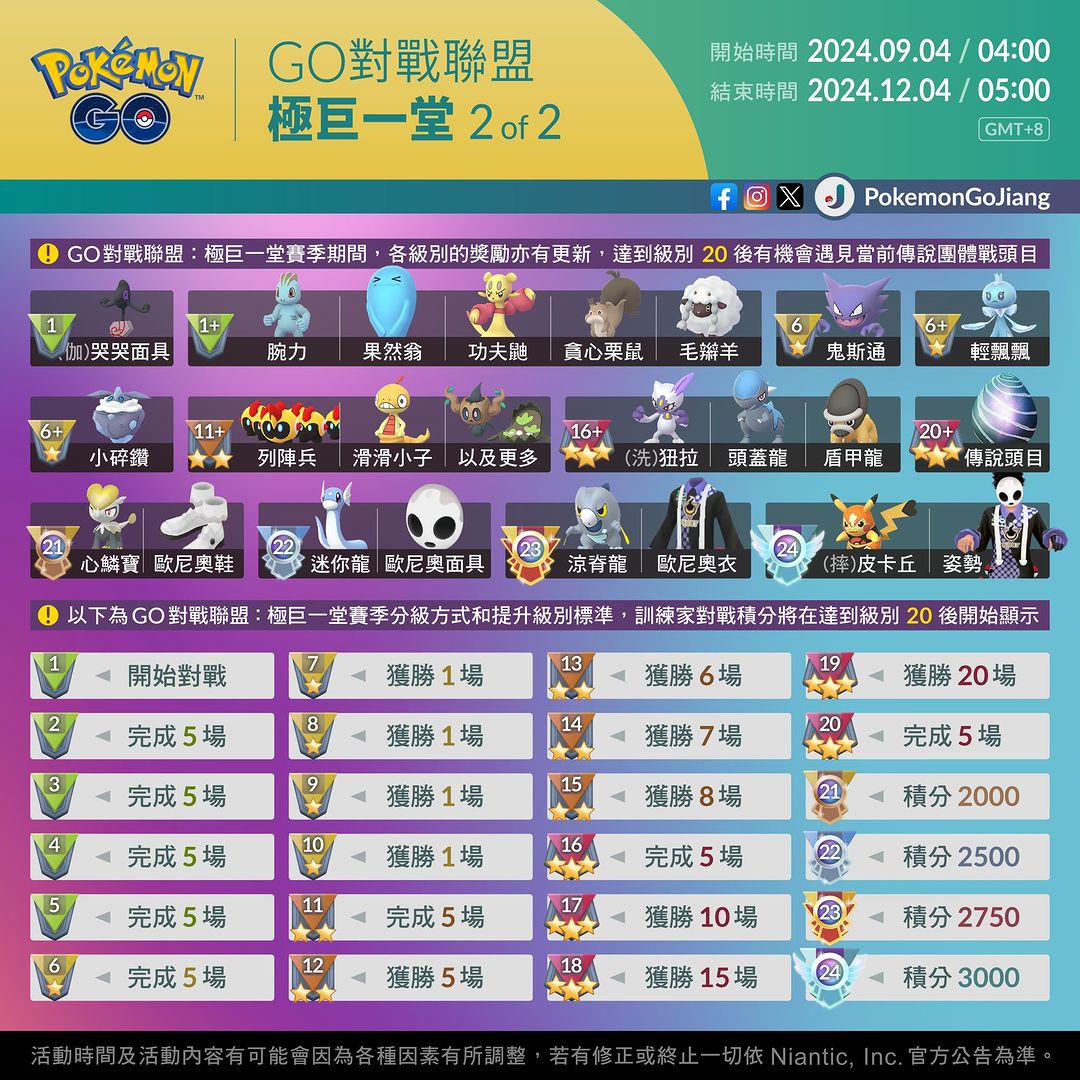 POKÉMON GO
TM
GO對戰聯盟
極巨一堂 2 of 2
開始時間 2024.09.04 / 04:00
結束時間 2024.12.04 / 05:00
GMT+8
PokemonGoJiang
GO對戰聯盟：極巨一堂賽季期間，各級別的獎勵亦有更新，達到級別 20 後有機會遇見當前傳說團體戰頭目
1 (伽)哭哭面具
1+ 腕力 果然翁 功夫鼬 貪心栗鼠 毛辮羊
6 鬼斯通
6+ 輕飄飄
6+ 小碎鑽
11+ 列陣兵 滑滑小子 以及更多
16+ (洗)狃拉 頭蓋龍 盾甲龍
20+ 傳說頭目
21 心鱗寶 歐尼奧鞋
22 迷你龍 歐尼奧面具
23 涼脊龍 歐尼奧衣
24 (摔)皮卡丘 姿勢
以下為 GO 對戰聯盟：極巨一堂賽季分級方式和提升級別標準，訓練家對戰積分將在達到級別 20 後開始顯示
1 開始對戰
2 完成 5 場
3 完成 5 場
4 完成 5 場
5 完成 5 場
6 完成 5 場
7 獲勝 1 場
8 獲勝 1 場
9 獲勝 1 場
10 獲勝 1 場
11 完成 5 場
12 獲勝 5 場
13 獲勝 6 場
14 獲勝 7 場
15 獲勝 8 場
16 完成 5 場
17 獲勝 10 場
18 獲勝 15 場
19 獲勝 20 場
20 完成 5 場
21 積分 2000
22 積分 2500
23 積分 2750
24 積分 3000
活動時間及活動內容有可能會因為各種因素有所調整，若有修正或終止一切依 Niantic, Inc. 官方公告為準。